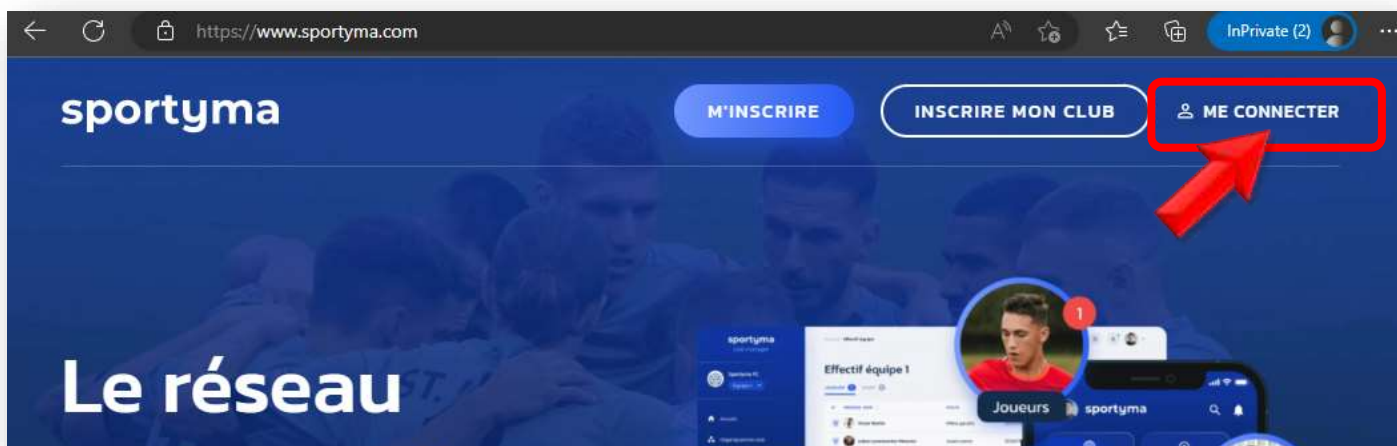 https://www.sportyma.com
InPrivate (2)
sportyma
M'INSCRIRE
INSCRIRE MON CLUB
ME CONNECTER
Le réseau
sportyma
Effectif équipe 1
1
Joueurs
sportyma